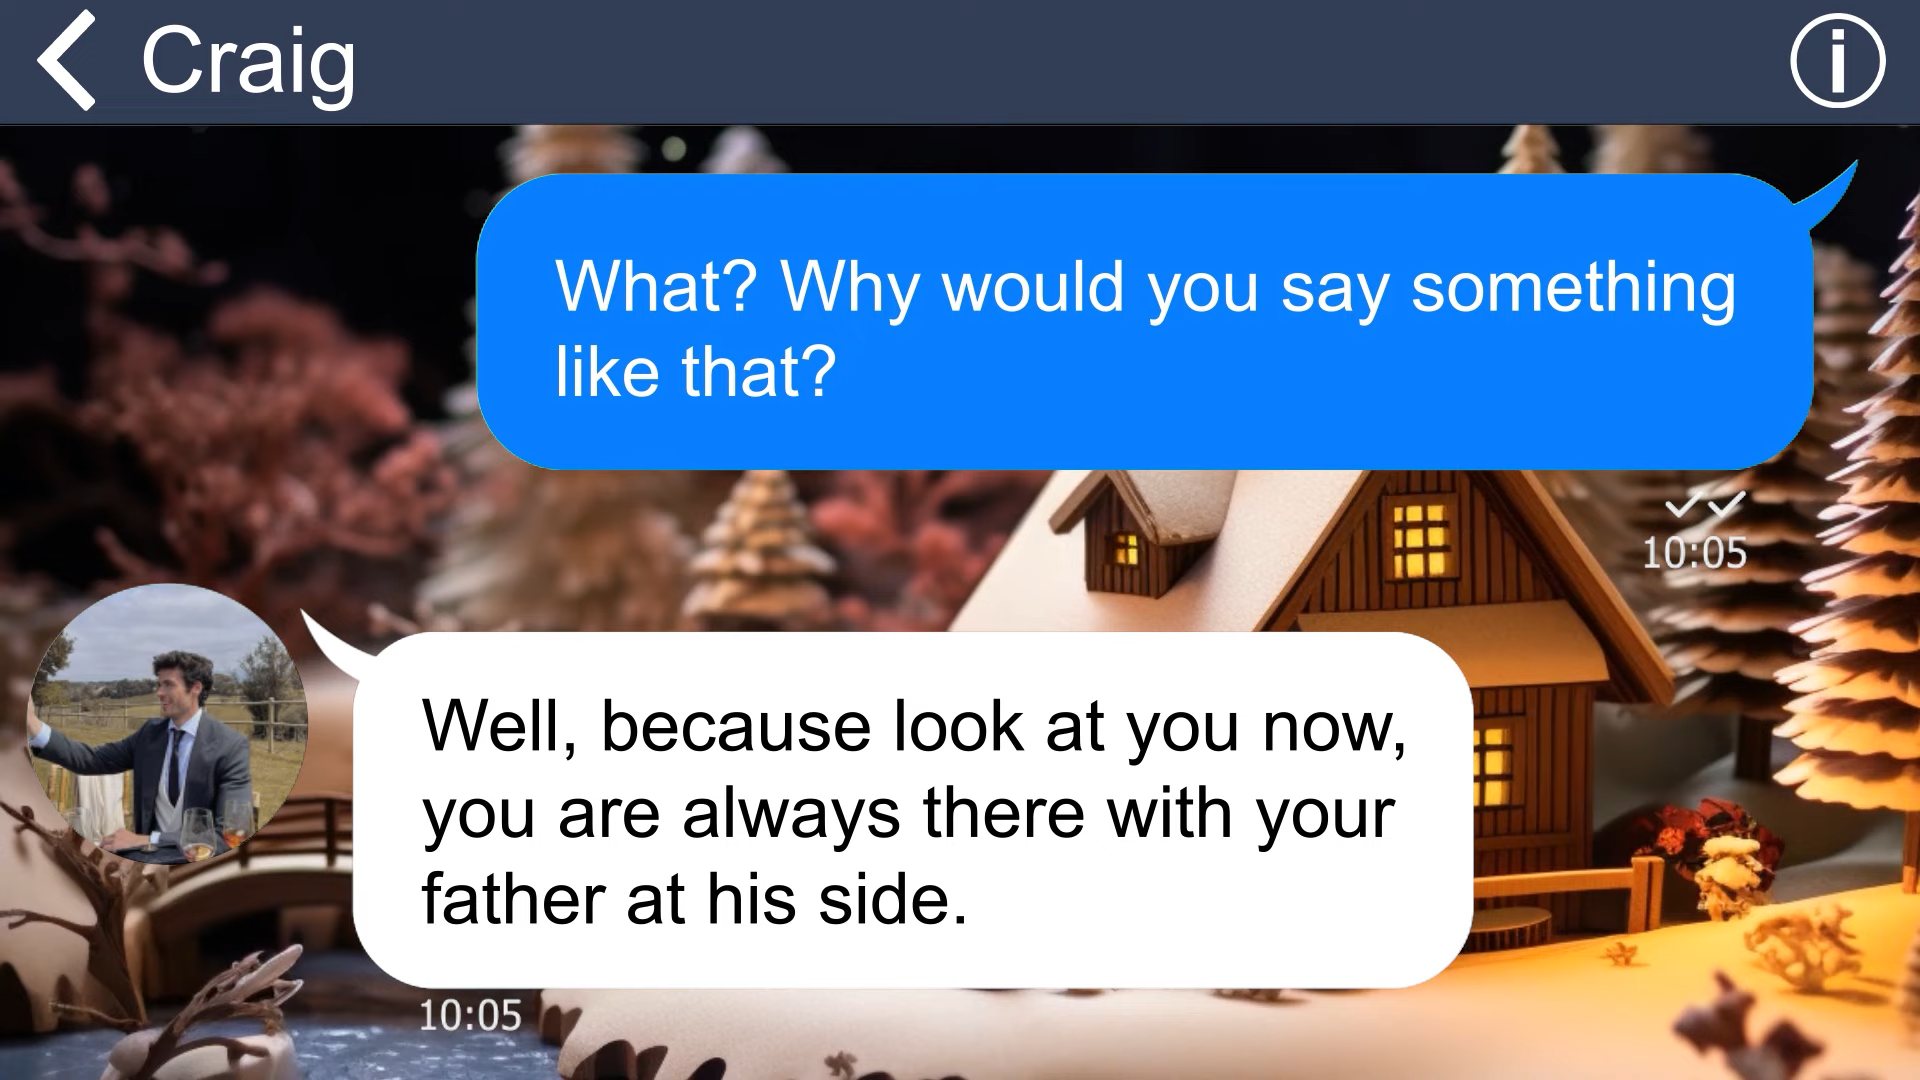 Craig
What? Why would you say something
like that?
10:05
Well, because look at you now,
you are always there with your
father at his side.
10:05